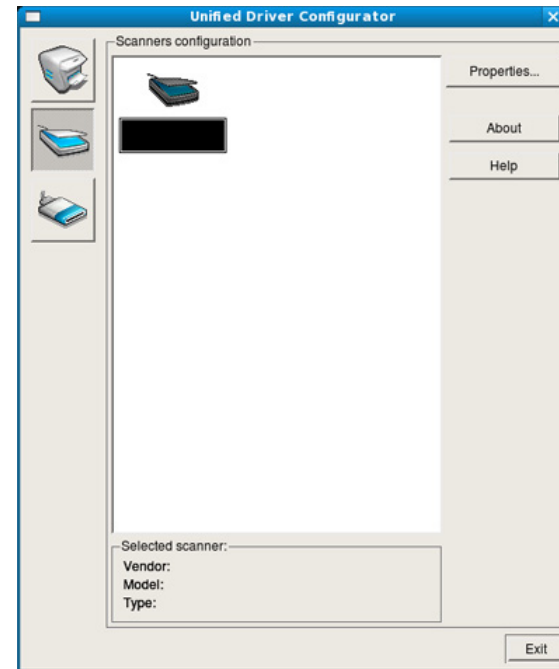 Unified Driver Configurator
Scanners configuration
Properties...
About
Help
Selected scanner:
Vendor:
Model:
Type:
Exit